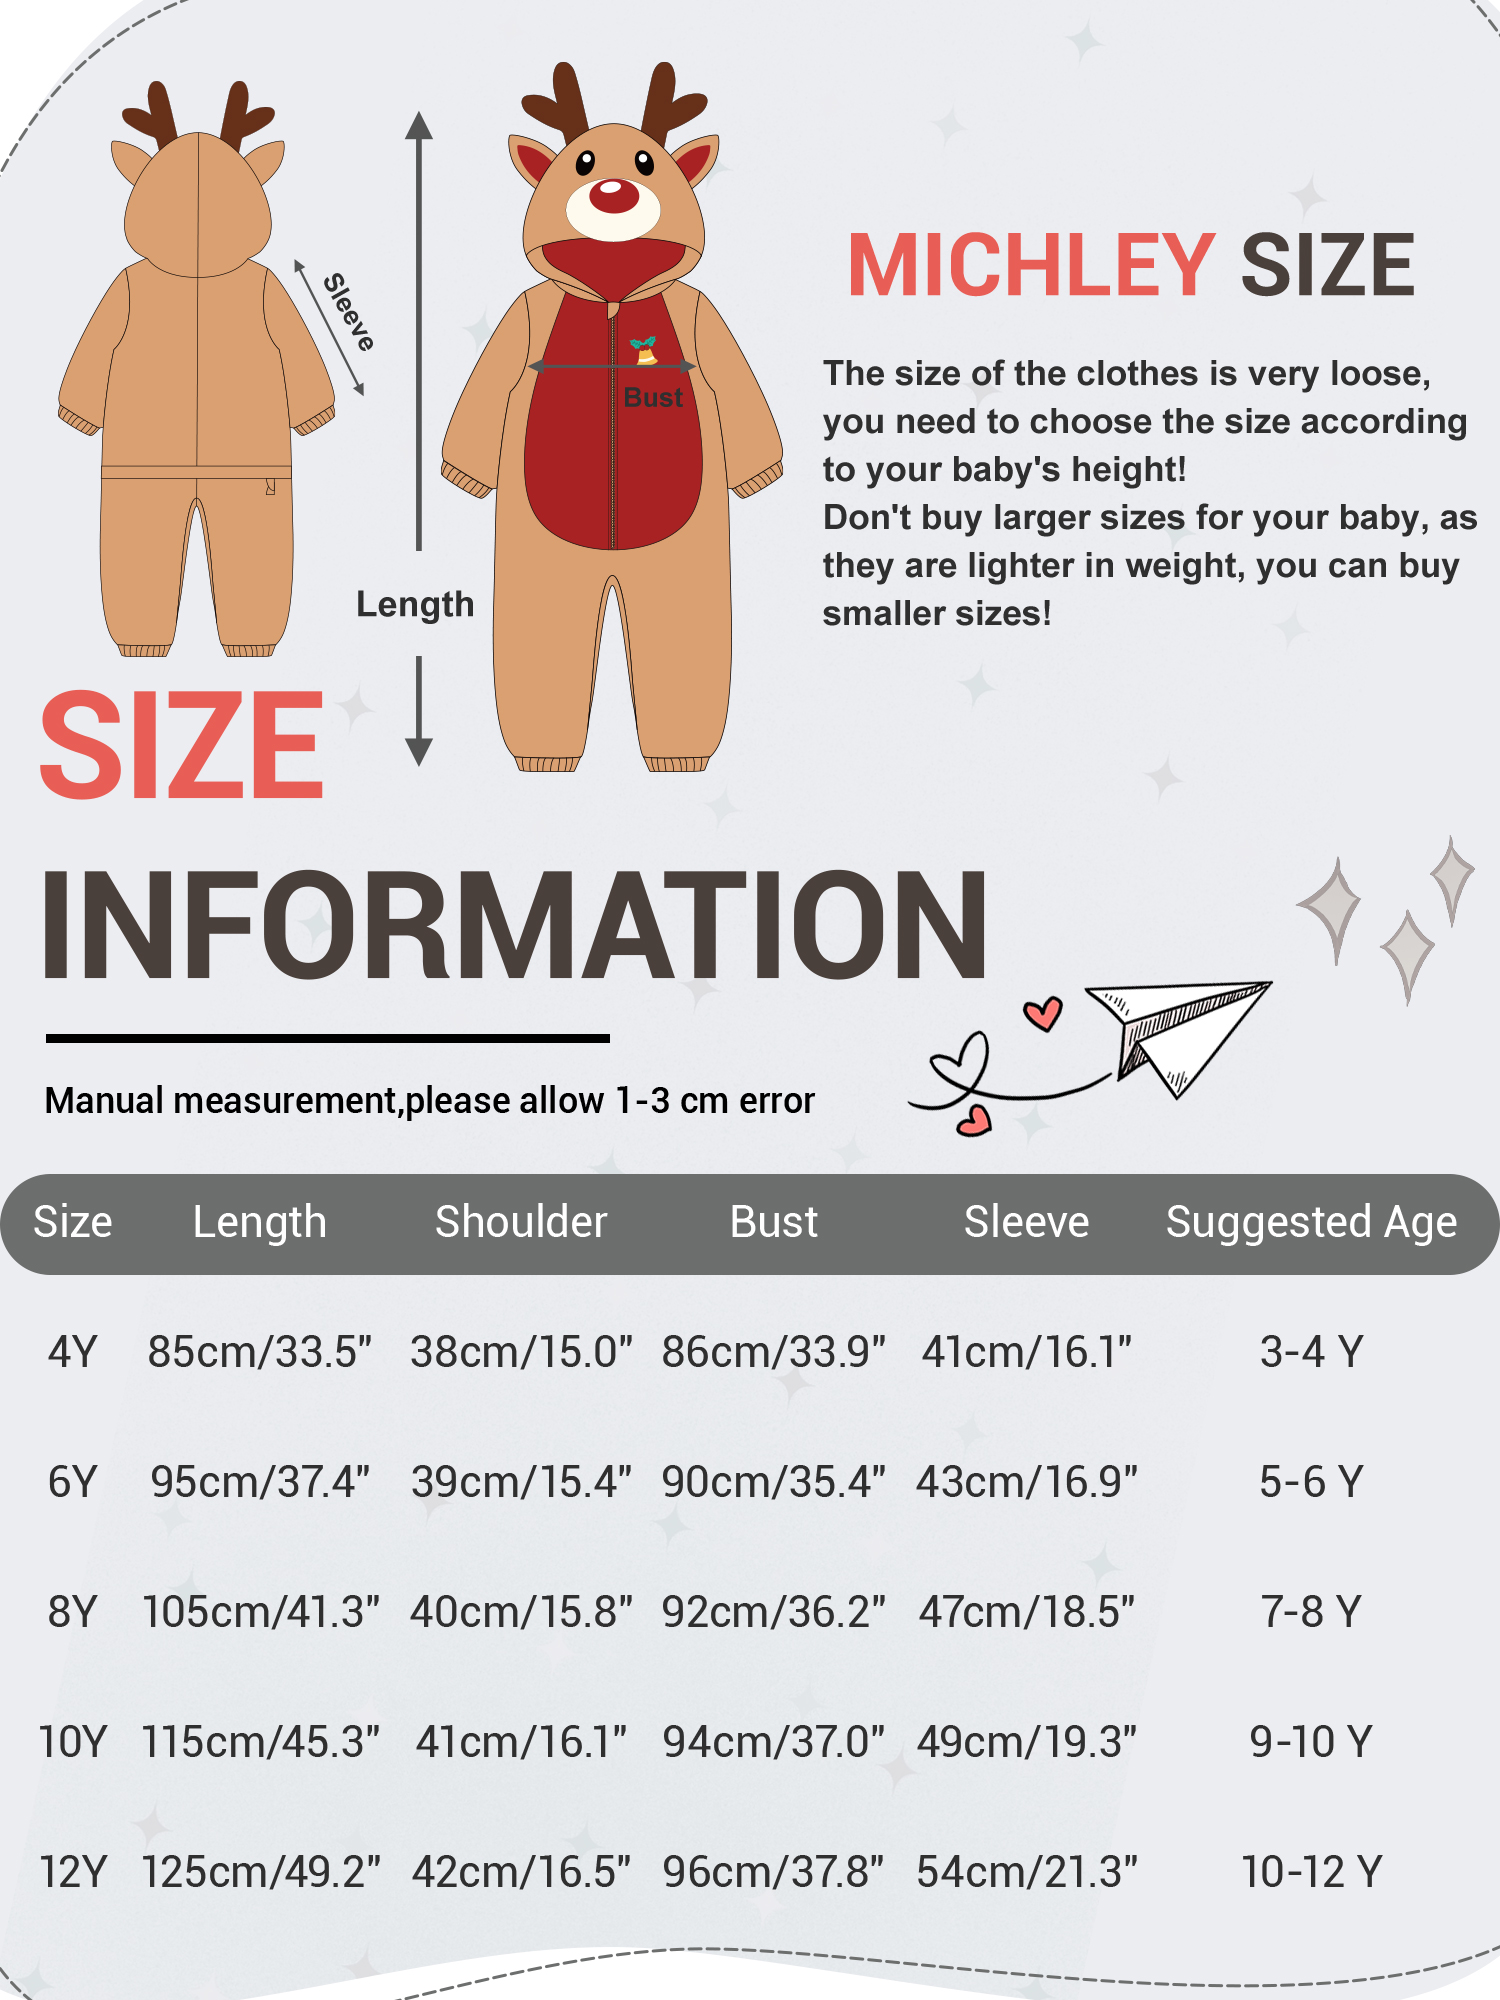 Sleeve
Bust
Length
MICHLEY SIZE
The size of the clothes is very loose,
you need to choose the size according
to your baby's height!
Don't buy larger sizes for your baby, as
they are lighter in weight, you can buy
smaller sizes!
SIZE
INFORMATION
Manual measurement,please allow 1-3 cm error
Size Length Shoulder Bust Sleeve Suggested Age
4Y 85cm/33.5" 38cm/15.0" 86cm/33.9" 41cm/16.1" 3-4 Y
6Y 95cm/37.4" 39cm/15.4" 90cm/35.4" 43cm/16.9" 5-6 Y
8Y 105cm/41.3" 40cm/15.8" 92cm/36.2" 47cm/18.5" 7-8 Y
10Y 115cm/45.3" 41cm/16.1" 94cm/37.0" 49cm/19.3" 9-10 Y
12Y 125cm/49.2" 42cm/16.5" 96cm/37.8" 54cm/21.3" 10-12 Y